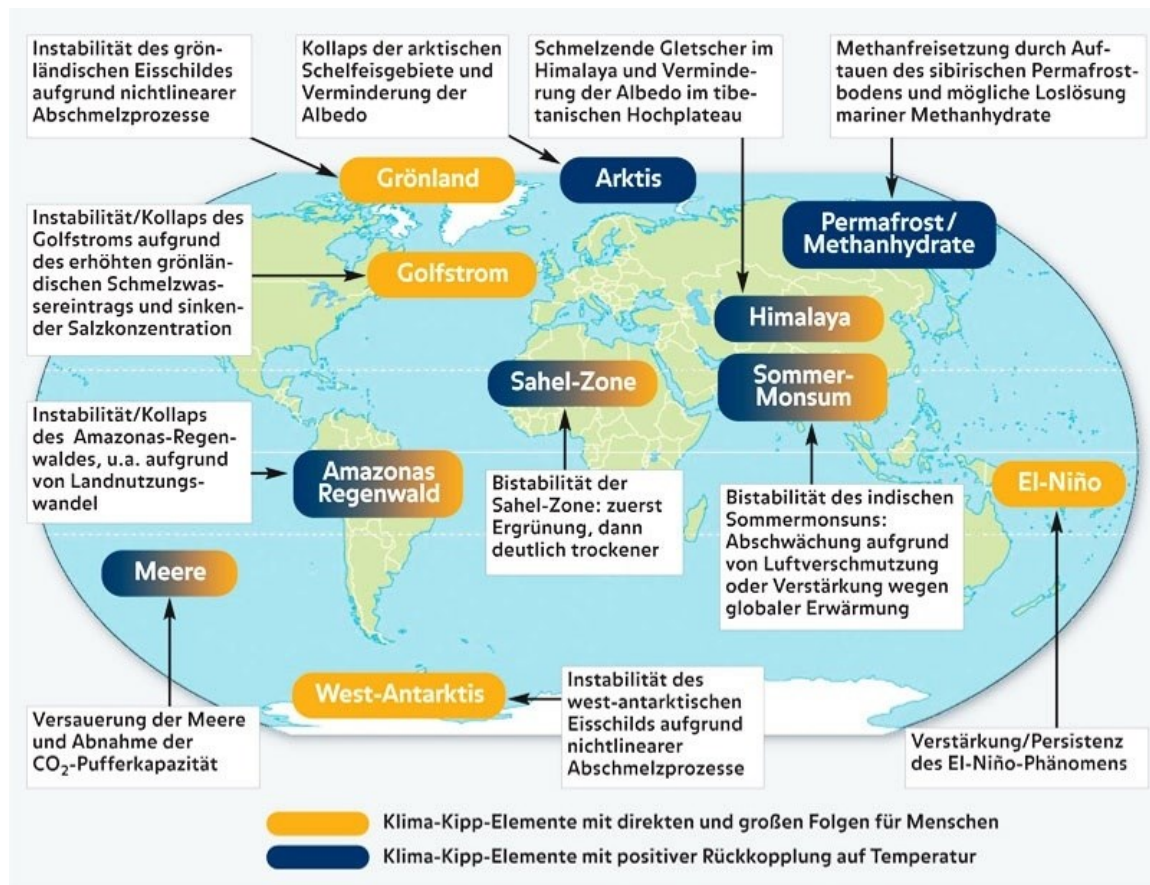 Instabilität des grön-
ländischen Eisschildes
aufgrund nichtlinearer
Abschmelzprozesse
Kollaps der arktischen
Schelfeisgebiete und
Verminderung der
Albedo
Schmelzende Gletscher im
Himalaya und Verminde-
rung der Albedo im tibe-
tanischen Hochplateau
Methanfreisetzung durch Auf-
tauen des sibirischen Permafrost-
bodens und mögliche Loslösung
mariner Methanhydrate
Grönland
Arktis
Permafrost/
Methanhydrate
Instabilität/Kollaps des
Golfstroms aufgrund
des erhöhten grönlän-
dischen Schmelzwas-
sereintrags und sinken-
der Salzkonzentration
Golfstrom
Himalaya
Sahel-Zone
Sommer-
Monsum
Instabilität/Kollaps
des Amazonas-Regen-
waldes, u.a. aufgrund
von Landnutzungs-
wandel
Amazonas
Regenwald
Bistabilität der
Sahel-Zone: zuerst
Ergrünung, dann
deutlich trockener
Bistabilität des indischen
Sommermonsuns:
Abschwächung aufgrund
von Luftverschmutzung
oder Verstärkung wegen
globaler Erwärmung
El-Niño
Meere
West-Antarktis
Instabilität des
west-antarktischen
Eisschilds aufgrund
nichtlinearer
Abschmelzprozesse
Versauerung der Meere
und Abnahme der
CO₂-Pufferkapazität
Verstärkung/Persistenz
des El-Niño-Phänomens
Klima-Kipp-Elemente mit direkten und großen Folgen für Menschen
Klima-Kipp-Elemente mit positiver Rückkopplung auf Temperatur